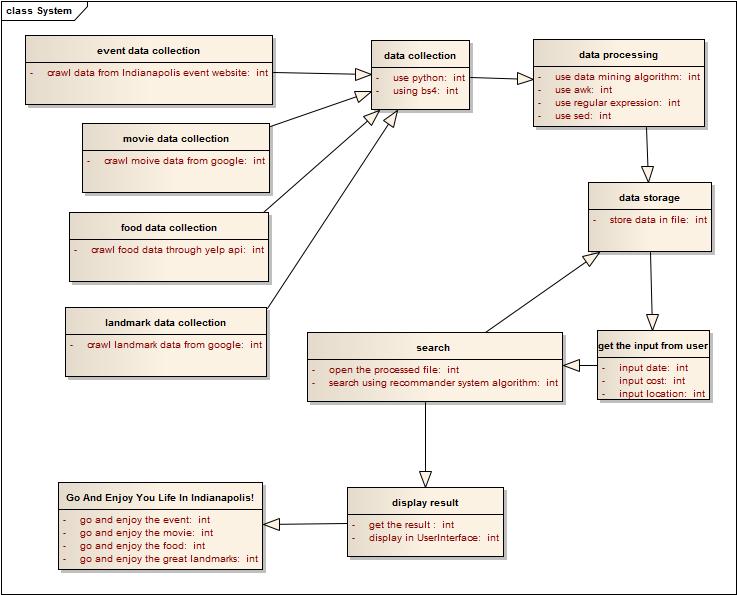 class System
event data collection
- crawl data from Indianapolis event website: int
data collection
- use python: int
- using bs4: int
data processing
- use data mining algorithm: int
- use awk: int
- use regular expression: int
- use sed: int
movie data collection
- crawl moive data from google: int
food data collection
- crawl food data through yelp api: int
data storage
- store data in file: int
landmark data collection
- crawl landmark data from google: int
search
- open the processed file: int
- search using recommander system algorithm: int
get the input from user
- input date: int
- input cost: int
- input location: int
Go And Enjoy You Life In Indianapolis!
- go and enjoy the event: int
- go and enjoy the movie: int
- go and enjoy the food: int
- go and enjoy the great landmarks: int
display result
- get the result : int
- display in UserInterface: int